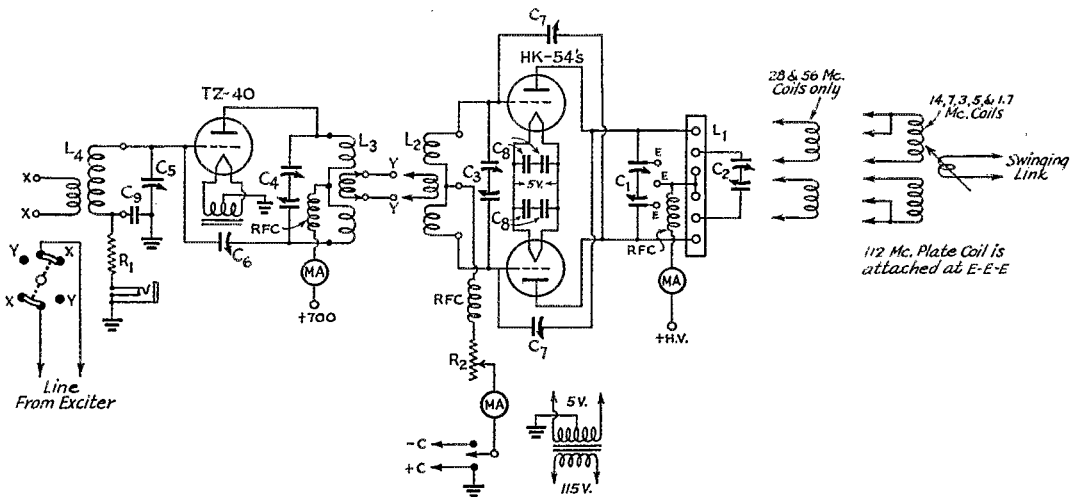 C7
HK-54's
TZ-40
28 & 56 Mc.
Coils only
14, 7, 3.5, & 1.7
Mc. Coils
L4
L3
L2
L1
X
X
C5
C9
C4
Y
Y
C8
5V.
C3
C8
E
E
E
C1
C2
Swinging
Link
RFC
C6
R1
MA
+700
RFC
RFC
MA
+H.V.
112 Mc. Plate Coil is
attached at E-E-E
Y
X
X
Y
C7
R2
Line
From Exciter
MA
5V.
-C
+C
115V.